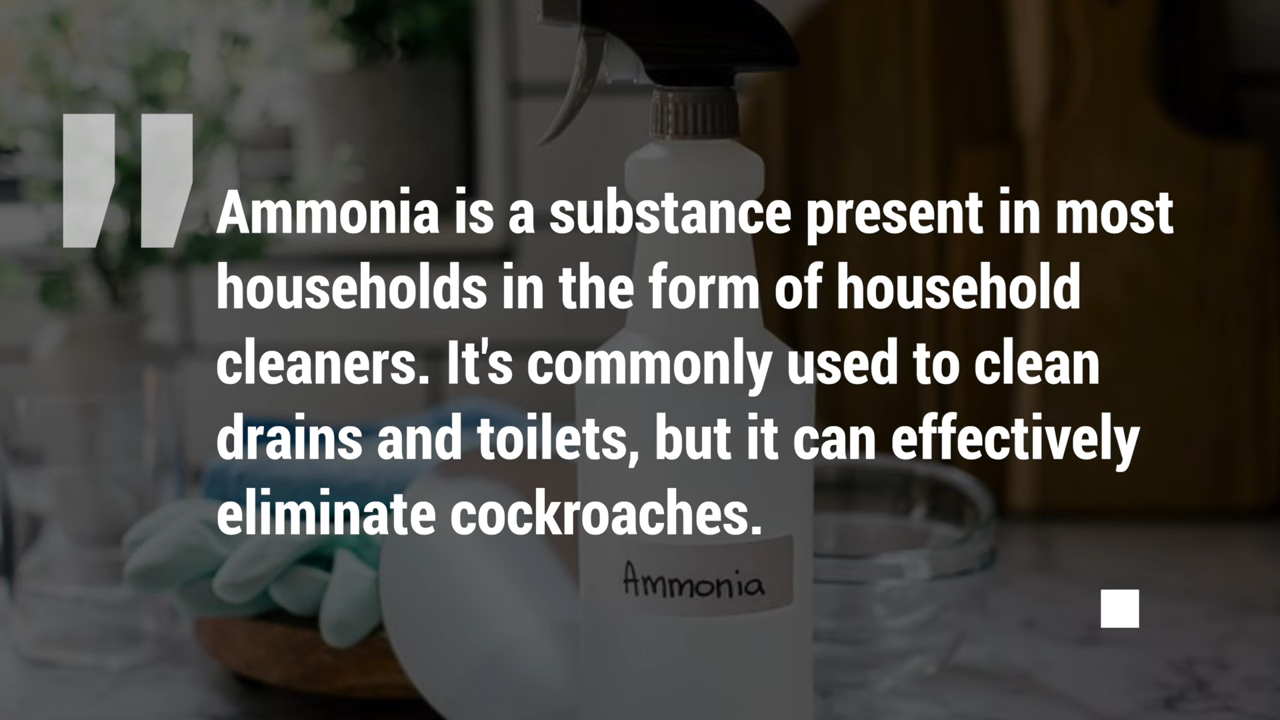 Ammonia is a substance present in most
households in the form of household
cleaners. It's commonly used to clean
drains and toilets, but it can effectively
eliminate cockroaches.
Ammonia